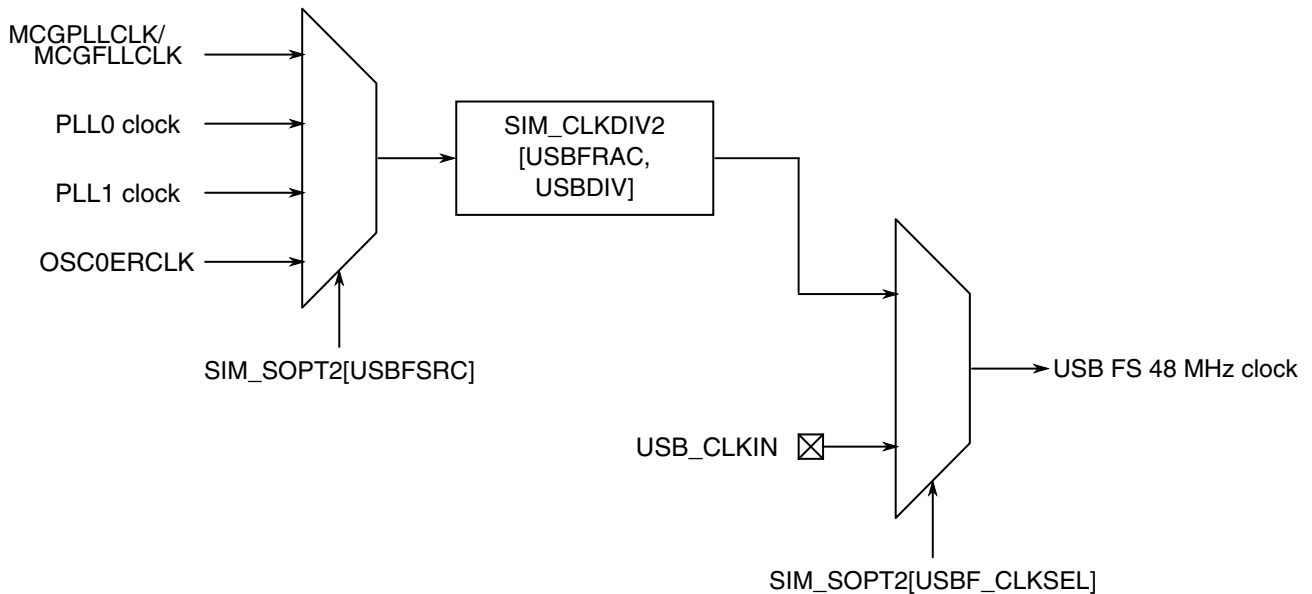 MCGPLLCLK/
MCGFLLCLK
PLL0 clock
PLL1 clock
OSC0ERCLK
SIM_SOPT2[USBFSRC]
SIM_CLKDIV2
[USBFRAC,
USBDIV]
USB_CLKIN
USB FS 48 MHz clock
SIM_SOPT2[USBF_CLKSEL]